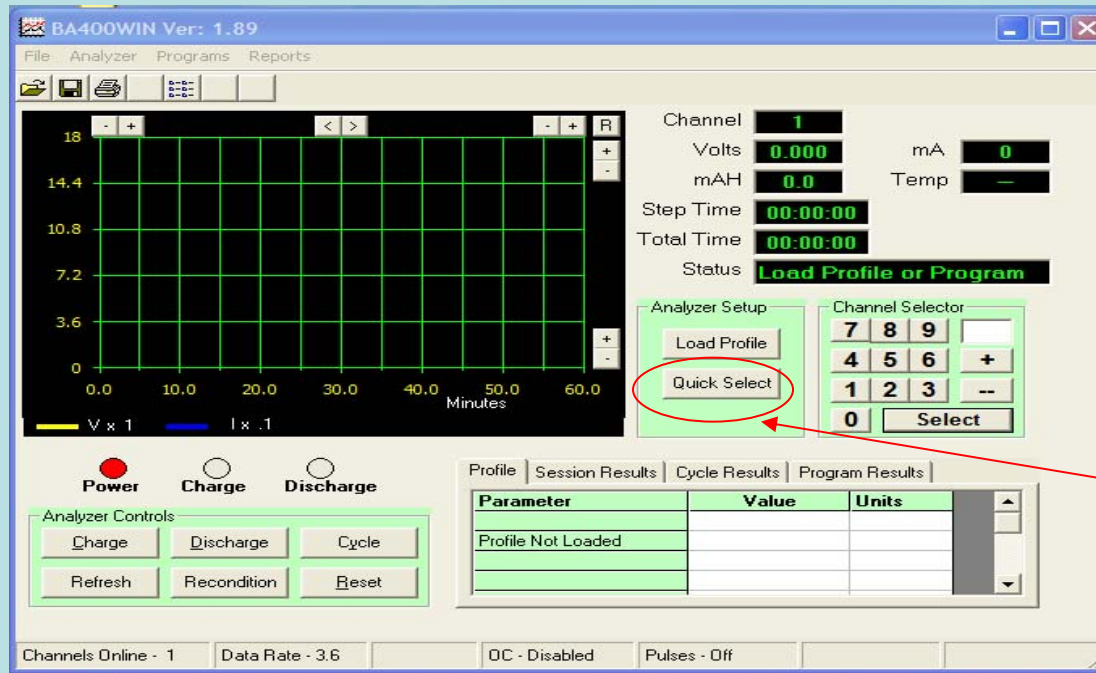 BA400WIN Ver: 1.89
File Analyzer Programs Reports
- + < > - + R
+
-
18
14.4
10.8
7.2
3.6
0
+
-
0.0 10.0 20.0 30.0 40.0 50.0 60.0
Minutes
V x 1 I x .1
Channel 1
Volts 0.000 mA 0
mAH 0.0 Temp —
Step Time 00:00:00
Total Time 00:00:00
Status Load Profile or Program
Analyzer Setup
Load Profile
Quick Select
Channel Selector
7 8 9
4 5 6 +
1 2 3 --
0 Select
Power Charge Discharge
Analyzer Controls
Charge Discharge Cycle
Refresh Recondition Reset
Profile Session Results Cycle Results Program Results
Parameter Value Units
Profile Not Loaded
Channels Online - 1 Data Rate - 3.6 OC - Disabled Pulses - Off